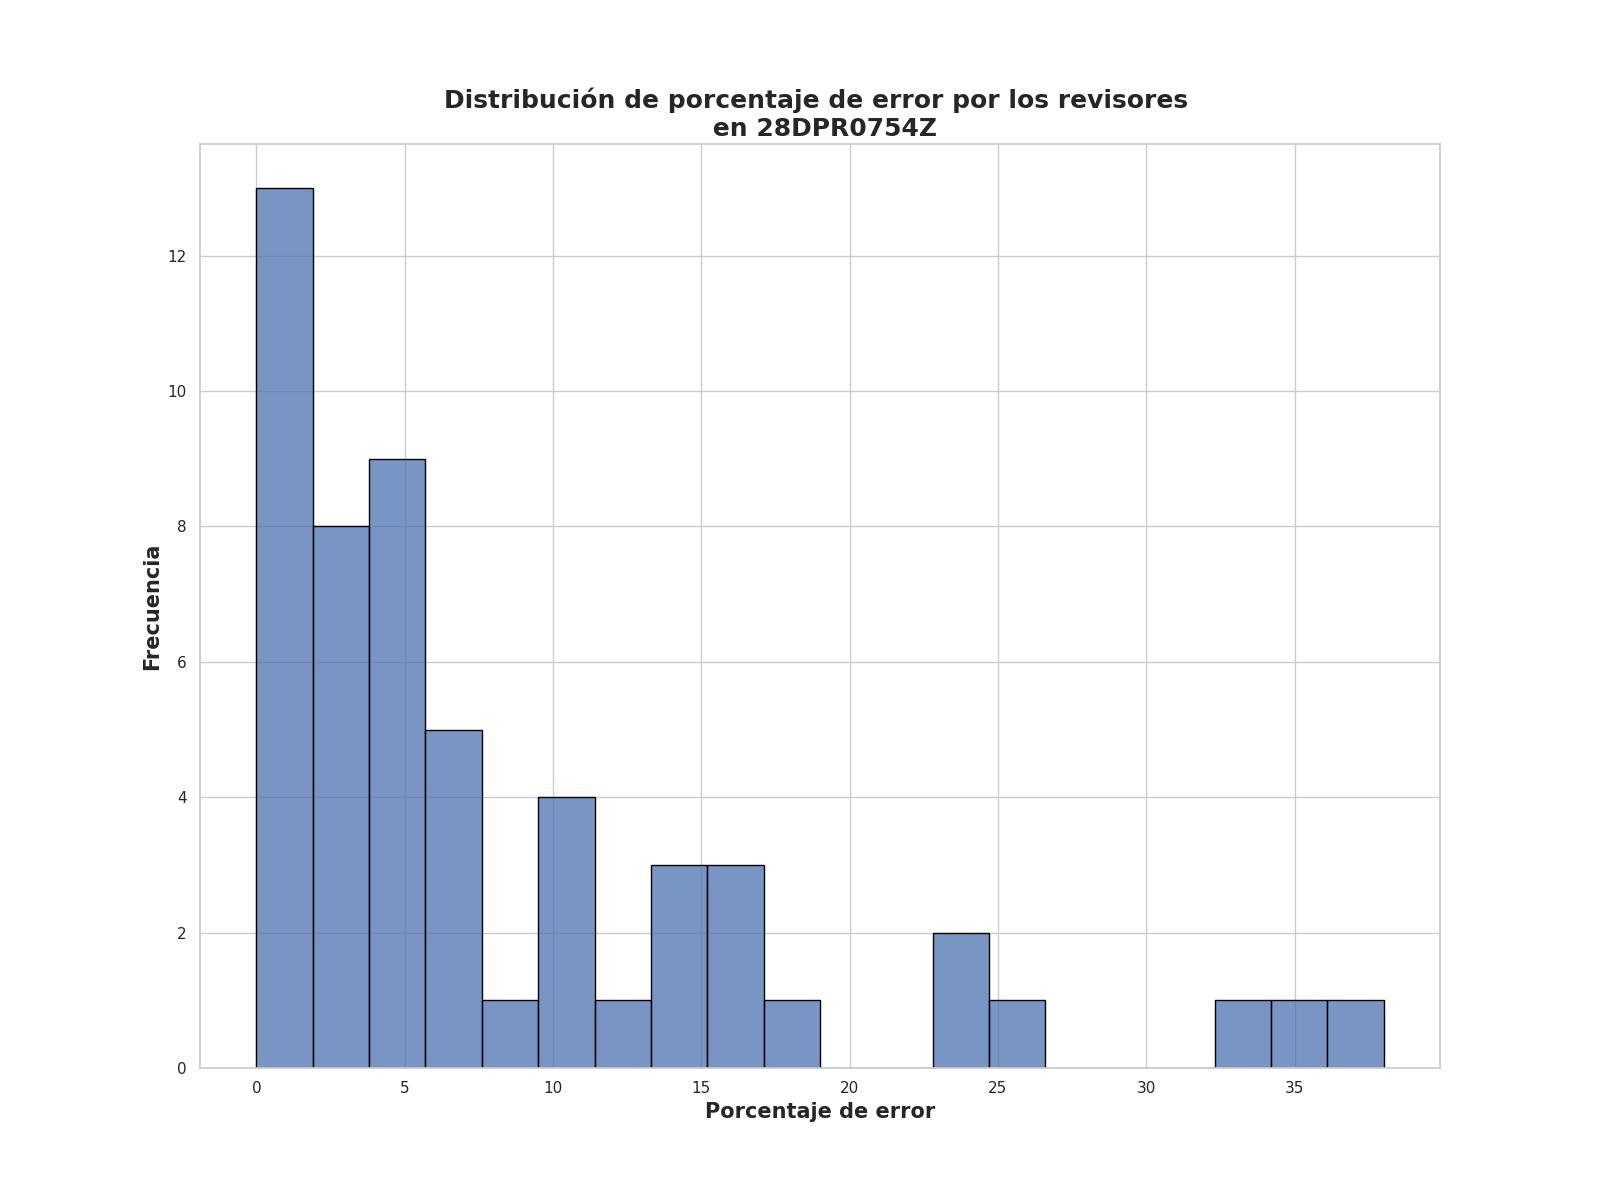 Distribución de porcentaje de error por los revisores
en 28DPR0754Z
12
10
8
6
4
2
0
Frecuencia
0 5 10 15 20 25 30 35
Porcentaje de error